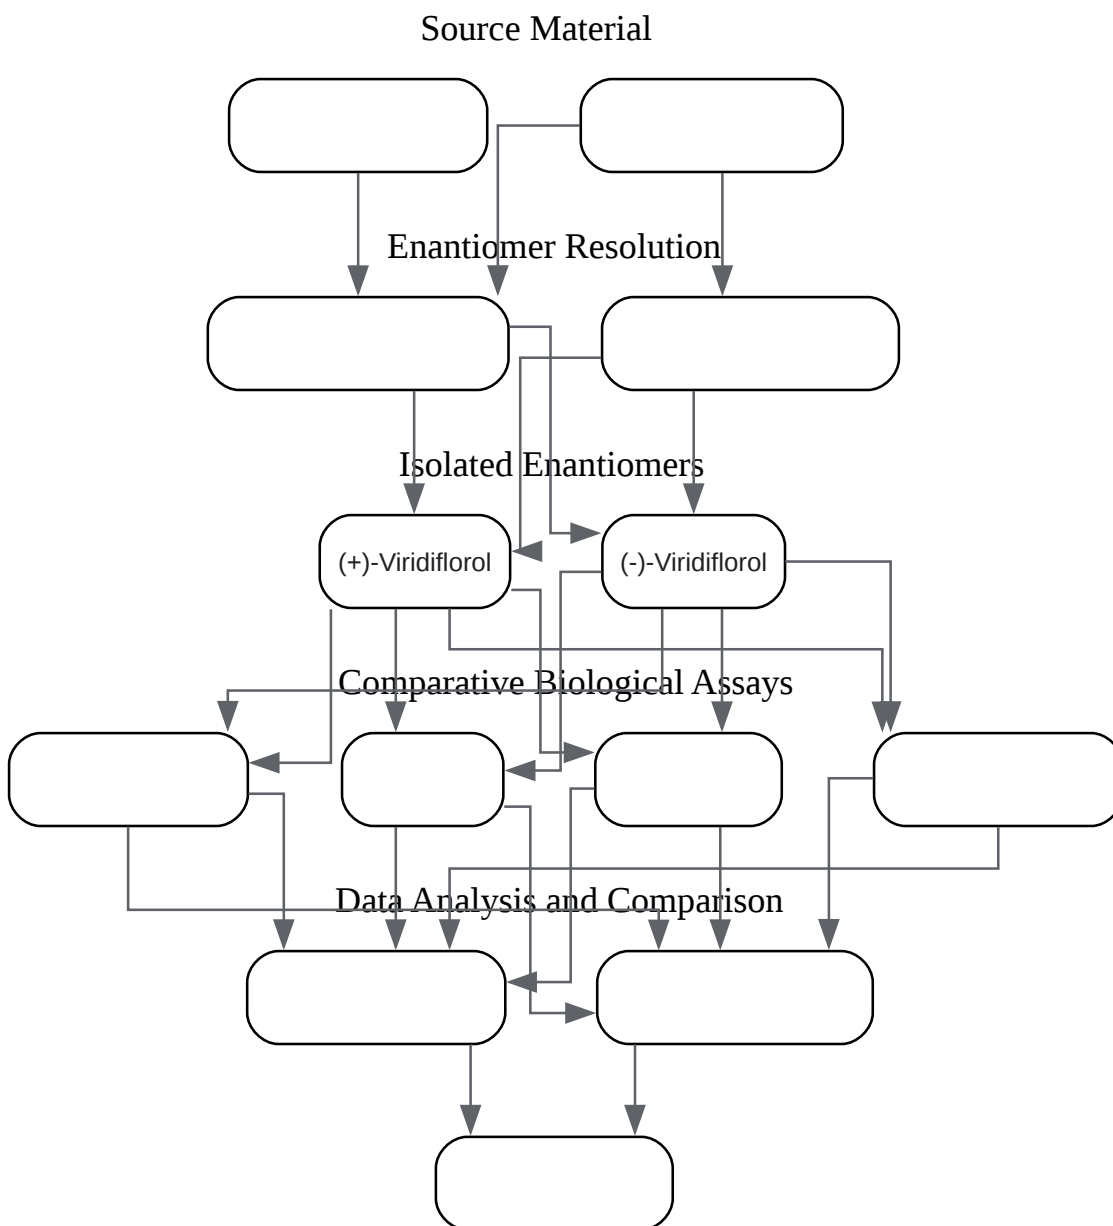 Source Material
Enantiomer Resolution
Isolated Enantiomers
(+)-Viridiflorol
(-)-Viridiflorol
Comparative Biological Assays
Data Analysis and Comparison